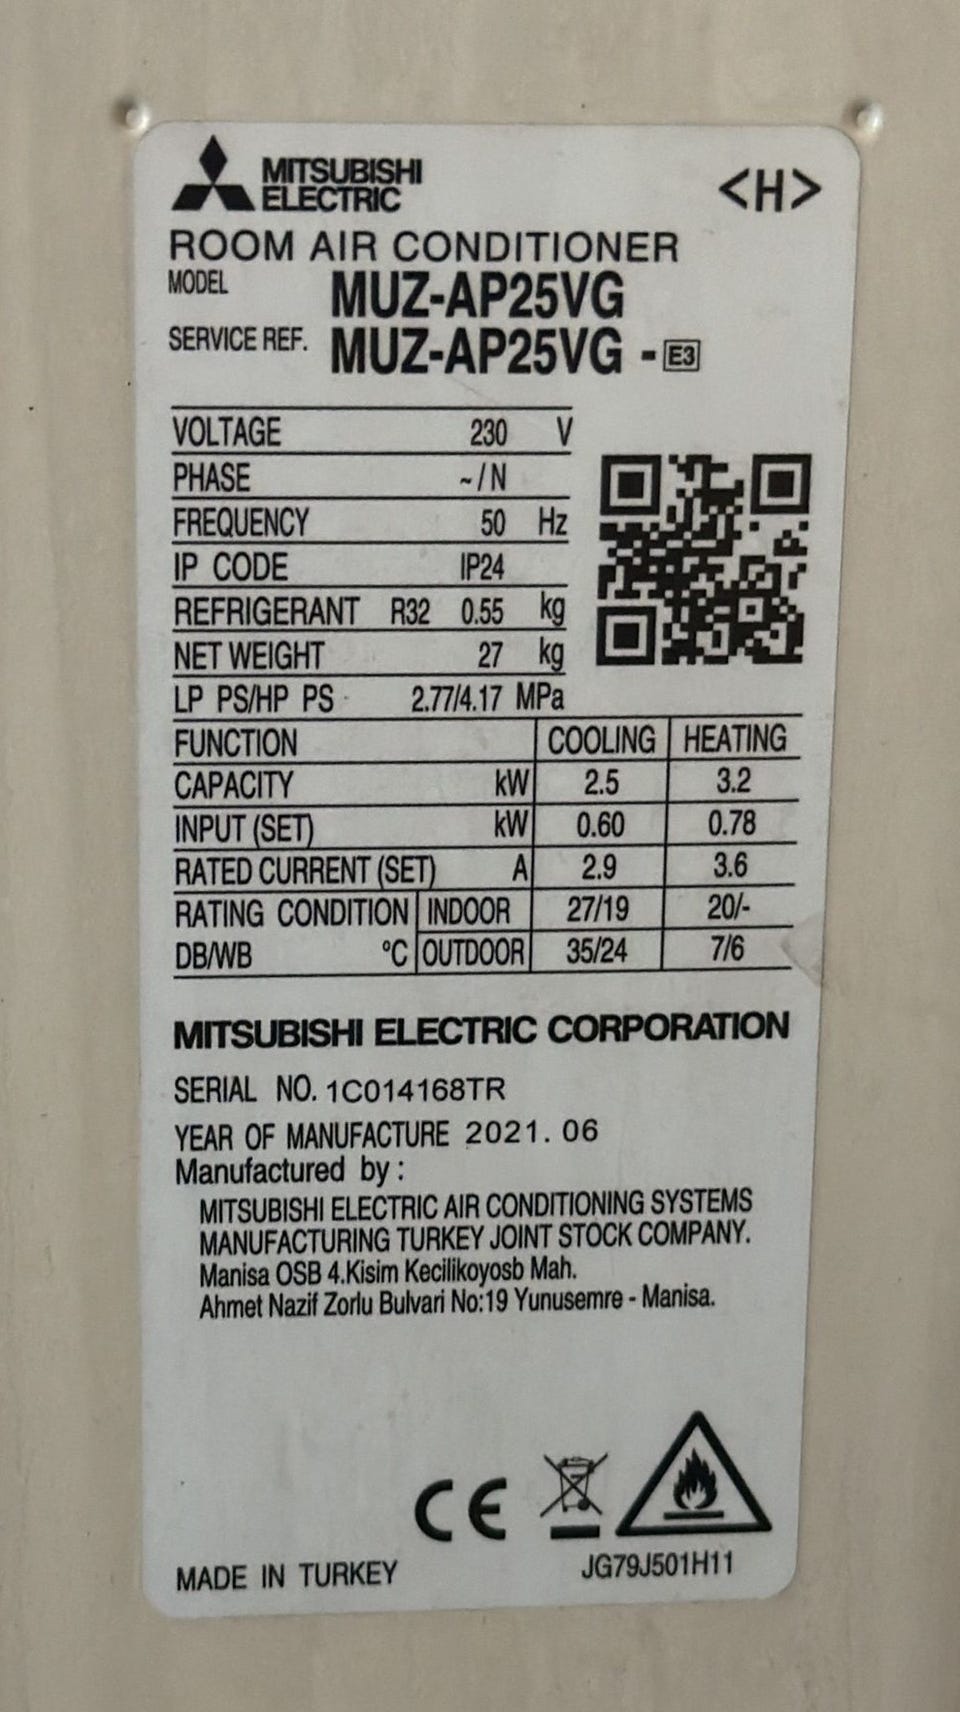 MITSUBISHI
ELECTRIC
<H>
ROOM AIR CONDITIONER
MODEL MUZ-AP25VG
SERVICE REF. MUZ-AP25VG - E3
VOLTAGE 230 V
PHASE ~/N
FREQUENCY 50 Hz
IP CODE IP24
REFRIGERANT R32 0.55 kg
NET WEIGHT 27 kg
LP PS/HP PS 2.77/4.17 MPa
FUNCTION COOLING HEATING
CAPACITY kW 2.5 3.2
INPUT (SET) kW 0.60 0.78
RATED CURRENT (SET) A 2.9 3.6
RATING CONDITION INDOOR 27/19 20/-
DB/WB °C OUTDOOR 35/24 7/6
MITSUBISHI ELECTRIC CORPORATION
SERIAL NO. 1C014168TR
YEAR OF MANUFACTURE 2021. 06
Manufactured by :
MITSUBISHI ELECTRIC AIR CONDITIONING SYSTEMS
MANUFACTURING TURKEY JOINT STOCK COMPANY.
Manisa OSB 4.Kisim Kecilikoyosb Mah.
Ahmet Nazif Zorlu Bulvari No:19 Yunusemre - Manisa.
CE
MADE IN TURKEY JG79J501H11